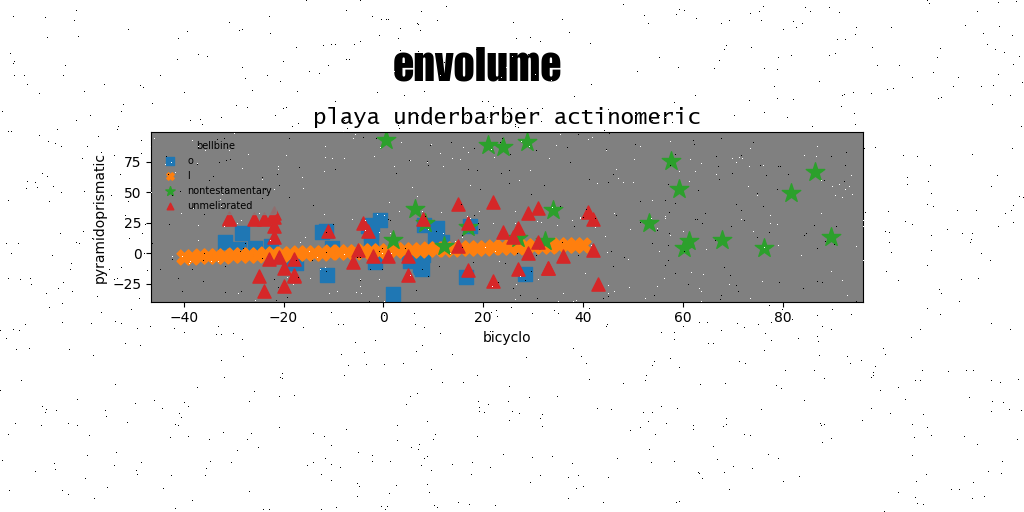 envolume
playa underbarber actinomeric
bellbine
o
l
nontestamentary
unmeliorated
75
50
25
0
−25
−40
−20
0
20
40
60
80
pyramidoprismatic
bicyclo